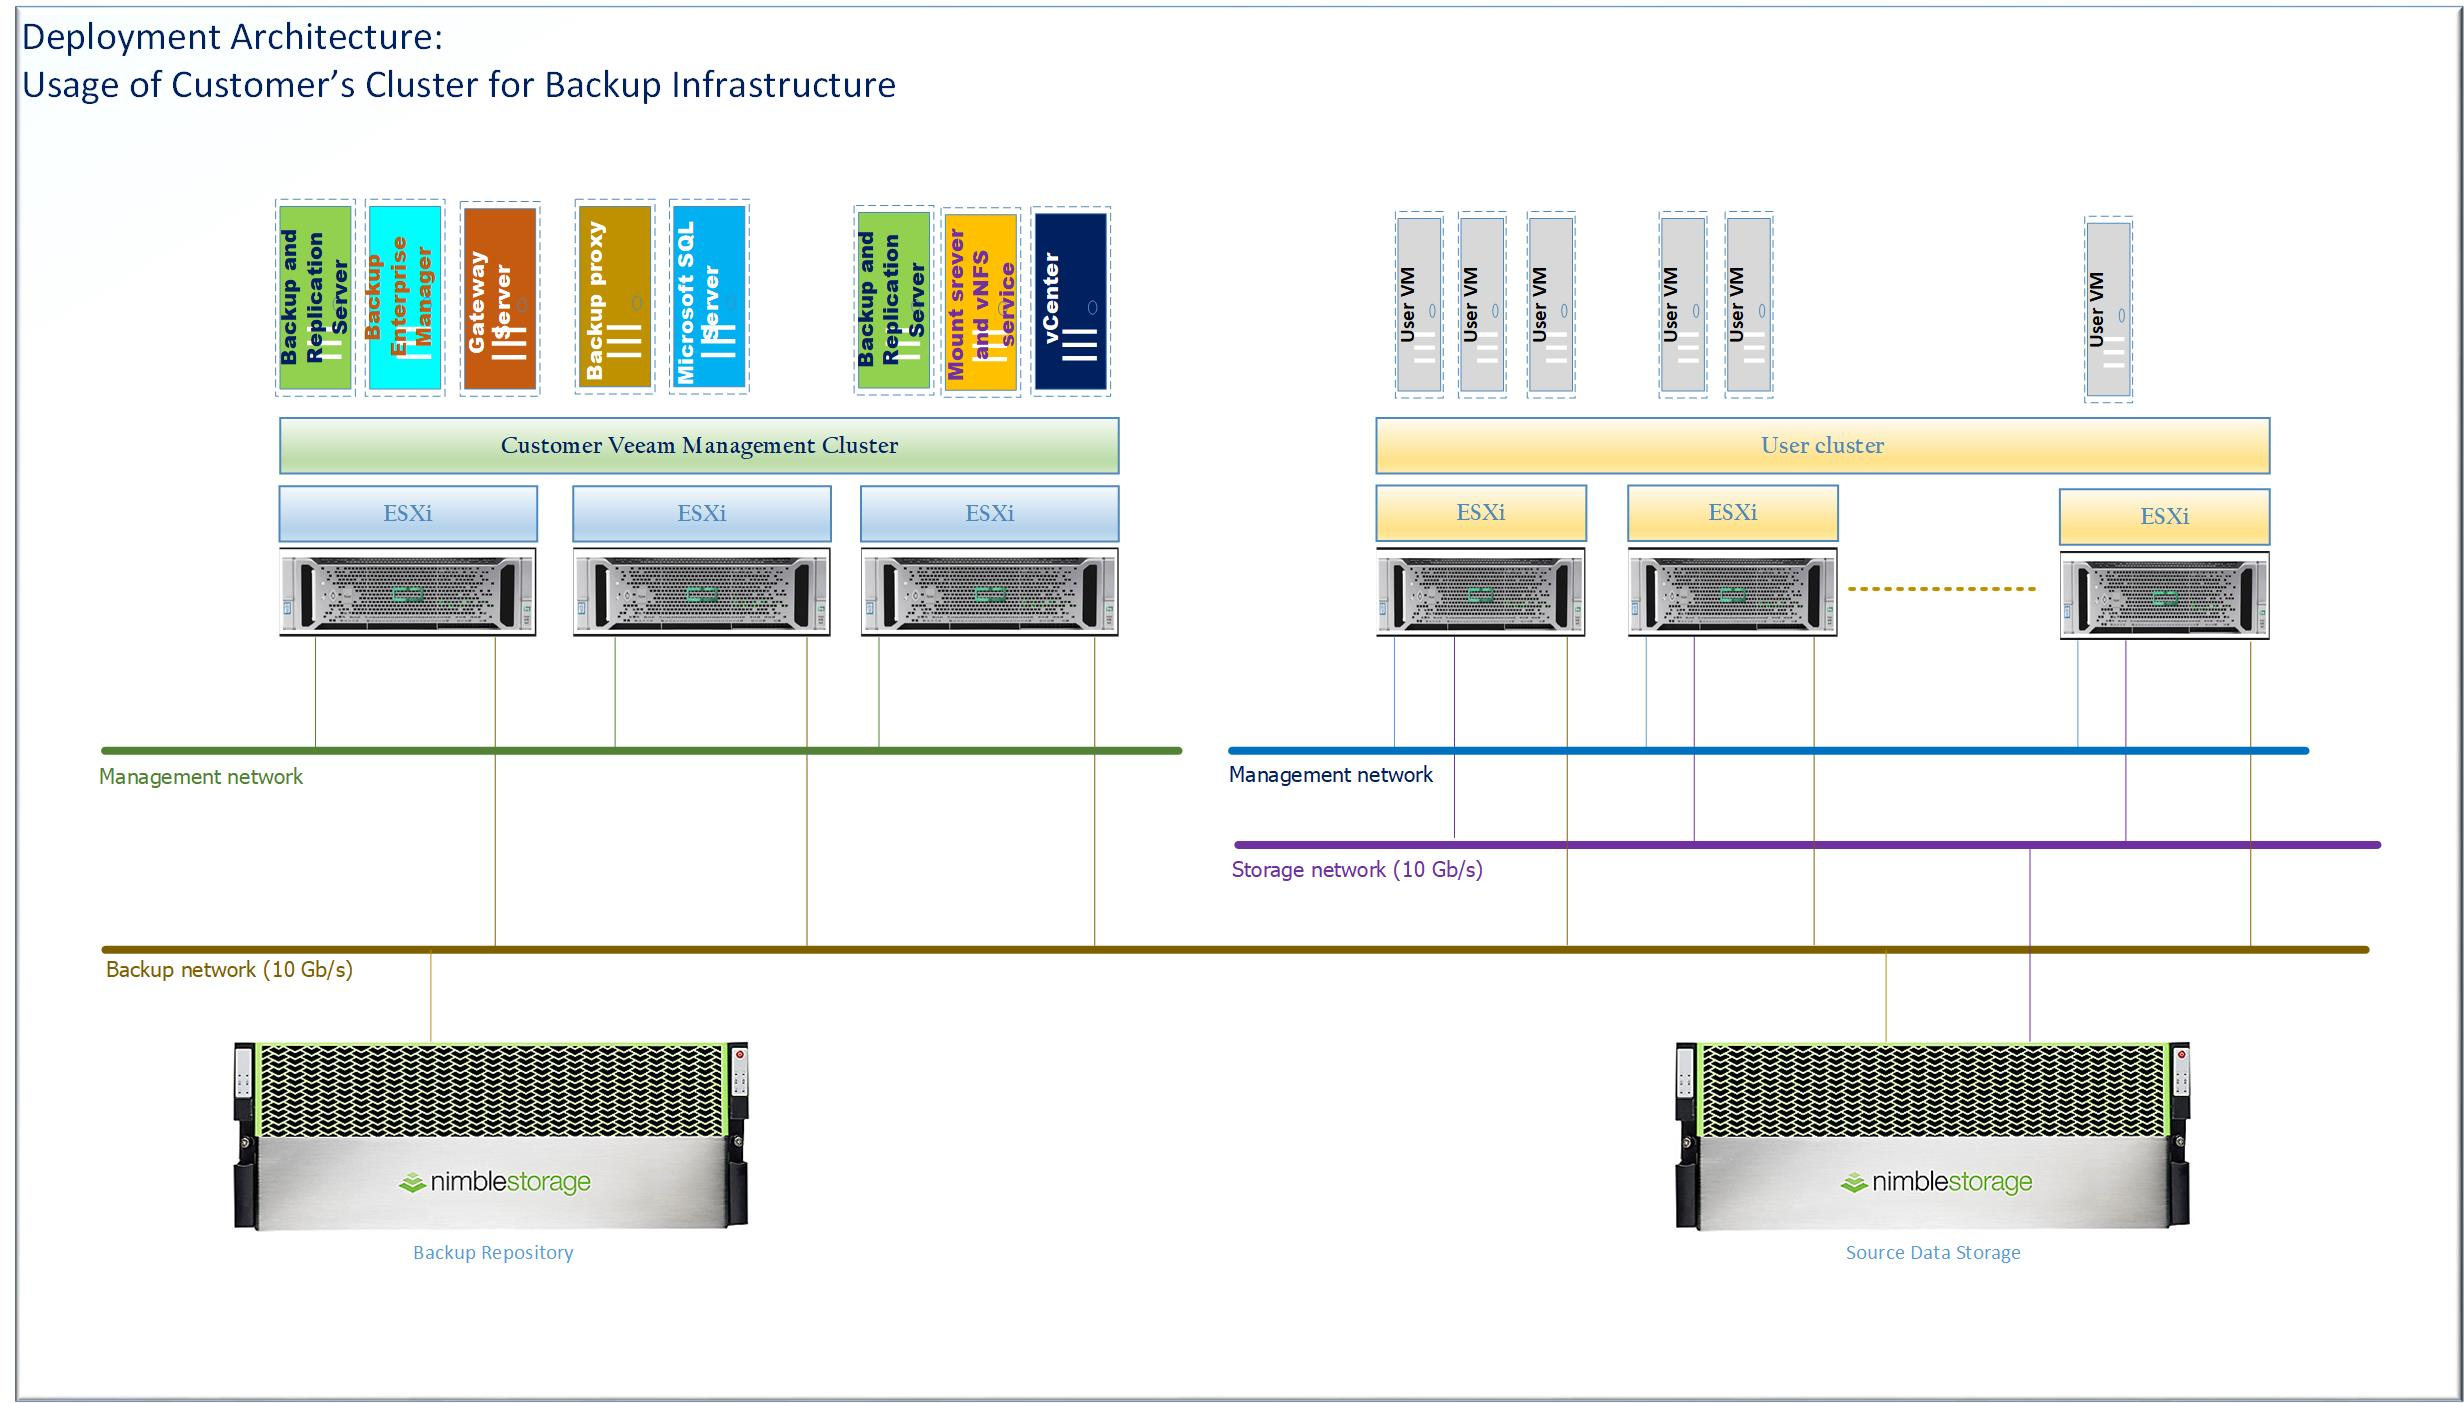 Deployment Architecture:
Usage of Customer’s Cluster for Backup Infrastructure
Backup and
Replication
Server
Backup
Enterprise
Manager
Gateway
Server
Backup proxy
Microsoft SQL
Server
Backup and
Replication
Server
Mount srever
and vNFS
service
vCenter
User VM
User VM
User VM
User VM
User VM
User VM
Customer Veeam Management Cluster
User cluster
ESXi
ESXi
ESXi
ESXi
ESXi
ESXi
Management network
Management network
Storage network (10 Gb/s)
Backup network (10 Gb/s)
nimblestorage
nimblestorage
Backup Repository
Source Data Storage